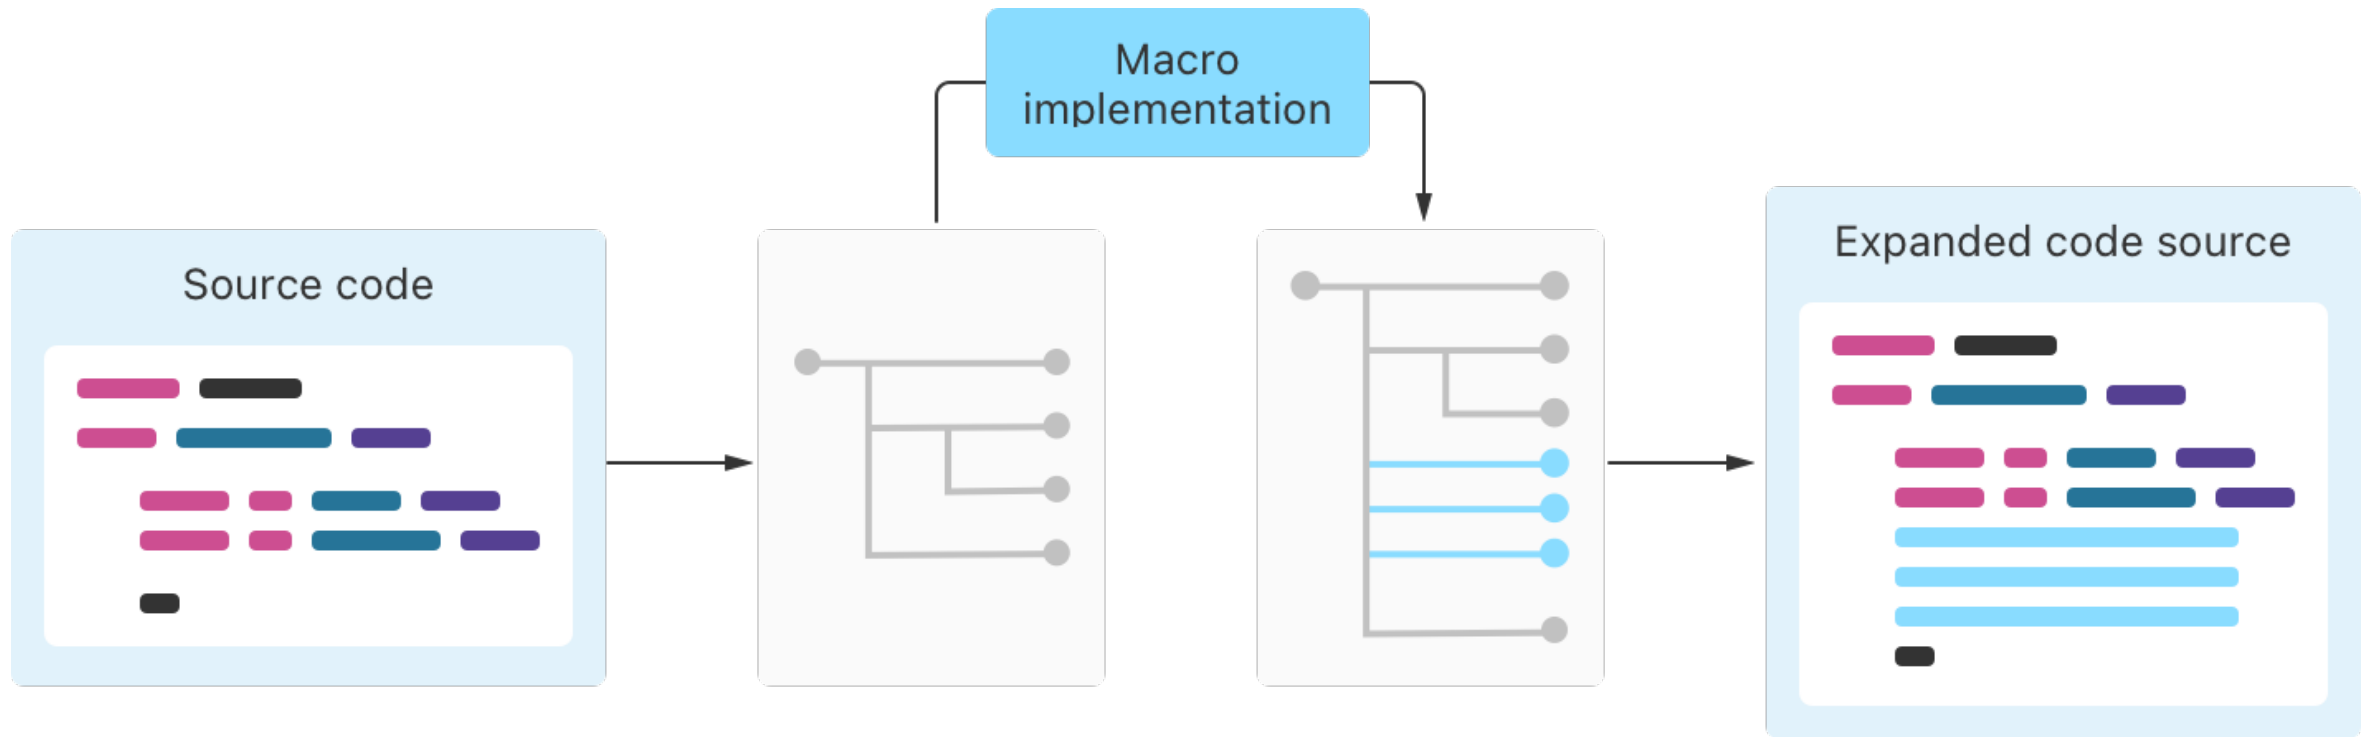 Macro
implementation
Source code
Expanded code source